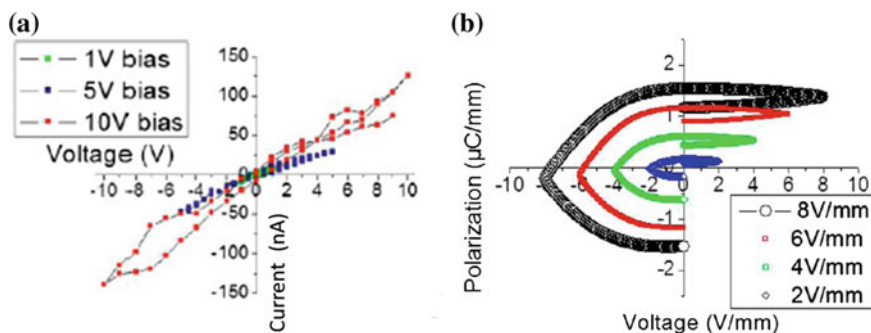 (a)
1V bias
5V bias
10V bias
Voltage (V)
150
100
50
0
-50
-100
-150
-10 -8 -6 -4 -2 0 2 4 6 8 10
Current (nA)
(b)
Polarization (µC/mm)
2
1
-1
-2
-10 -8 -6 -4 -2 0 2 4 6 8 10
8V/mm
6V/mm
4V/mm
2V/mm
Voltage (V/mm)